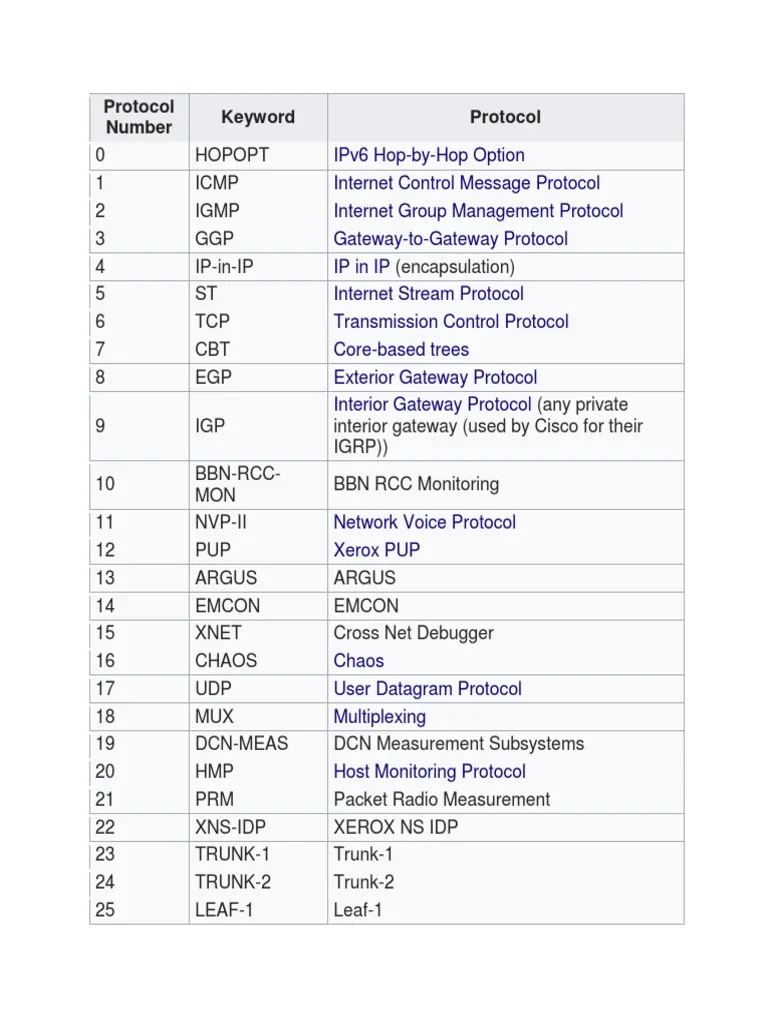 Protocol Number Keyword Protocol
0 HOPOPT IPv6 Hop-by-Hop Option
1 ICMP Internet Control Message Protocol
2 IGMP Internet Group Management Protocol
3 GGP Gateway-to-Gateway Protocol
4 IP-in-IP IP in IP (encapsulation)
5 ST Internet Stream Protocol
6 TCP Transmission Control Protocol
7 CBT Core-based trees
8 EGP Exterior Gateway Protocol
9 IGP Interior Gateway Protocol (any private
interior gateway (used by Cisco for their
IGRP))
10 BBN-RCC-MON BBN RCC Monitoring
11 NVP-II Network Voice Protocol
12 PUP Xerox PUP
13 ARGUS ARGUS
14 EMCON EMCON
15 XNET Cross Net Debugger
16 CHAOS Chaos
17 UDP User Datagram Protocol
18 MUX Multiplexing
19 DCN-MEAS DCN Measurement Subsystems
20 HMP Host Monitoring Protocol
21 PRM Packet Radio Measurement
22 XNS-IDP XEROX NS IDP
23 TRUNK-1 Trunk-1
24 TRUNK-2 Trunk-2
25 LEAF-1 Leaf-1